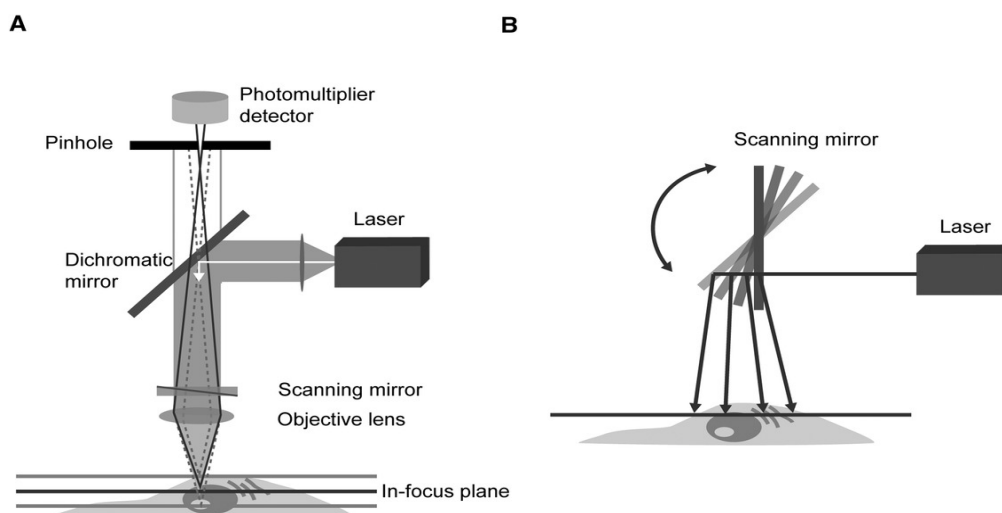 A
Photomultiplier
detector
Pinhole
Laser
Dichromatic
mirror
Scanning mirror
Objective lens
In-focus plane
B
Scanning mirror
Laser